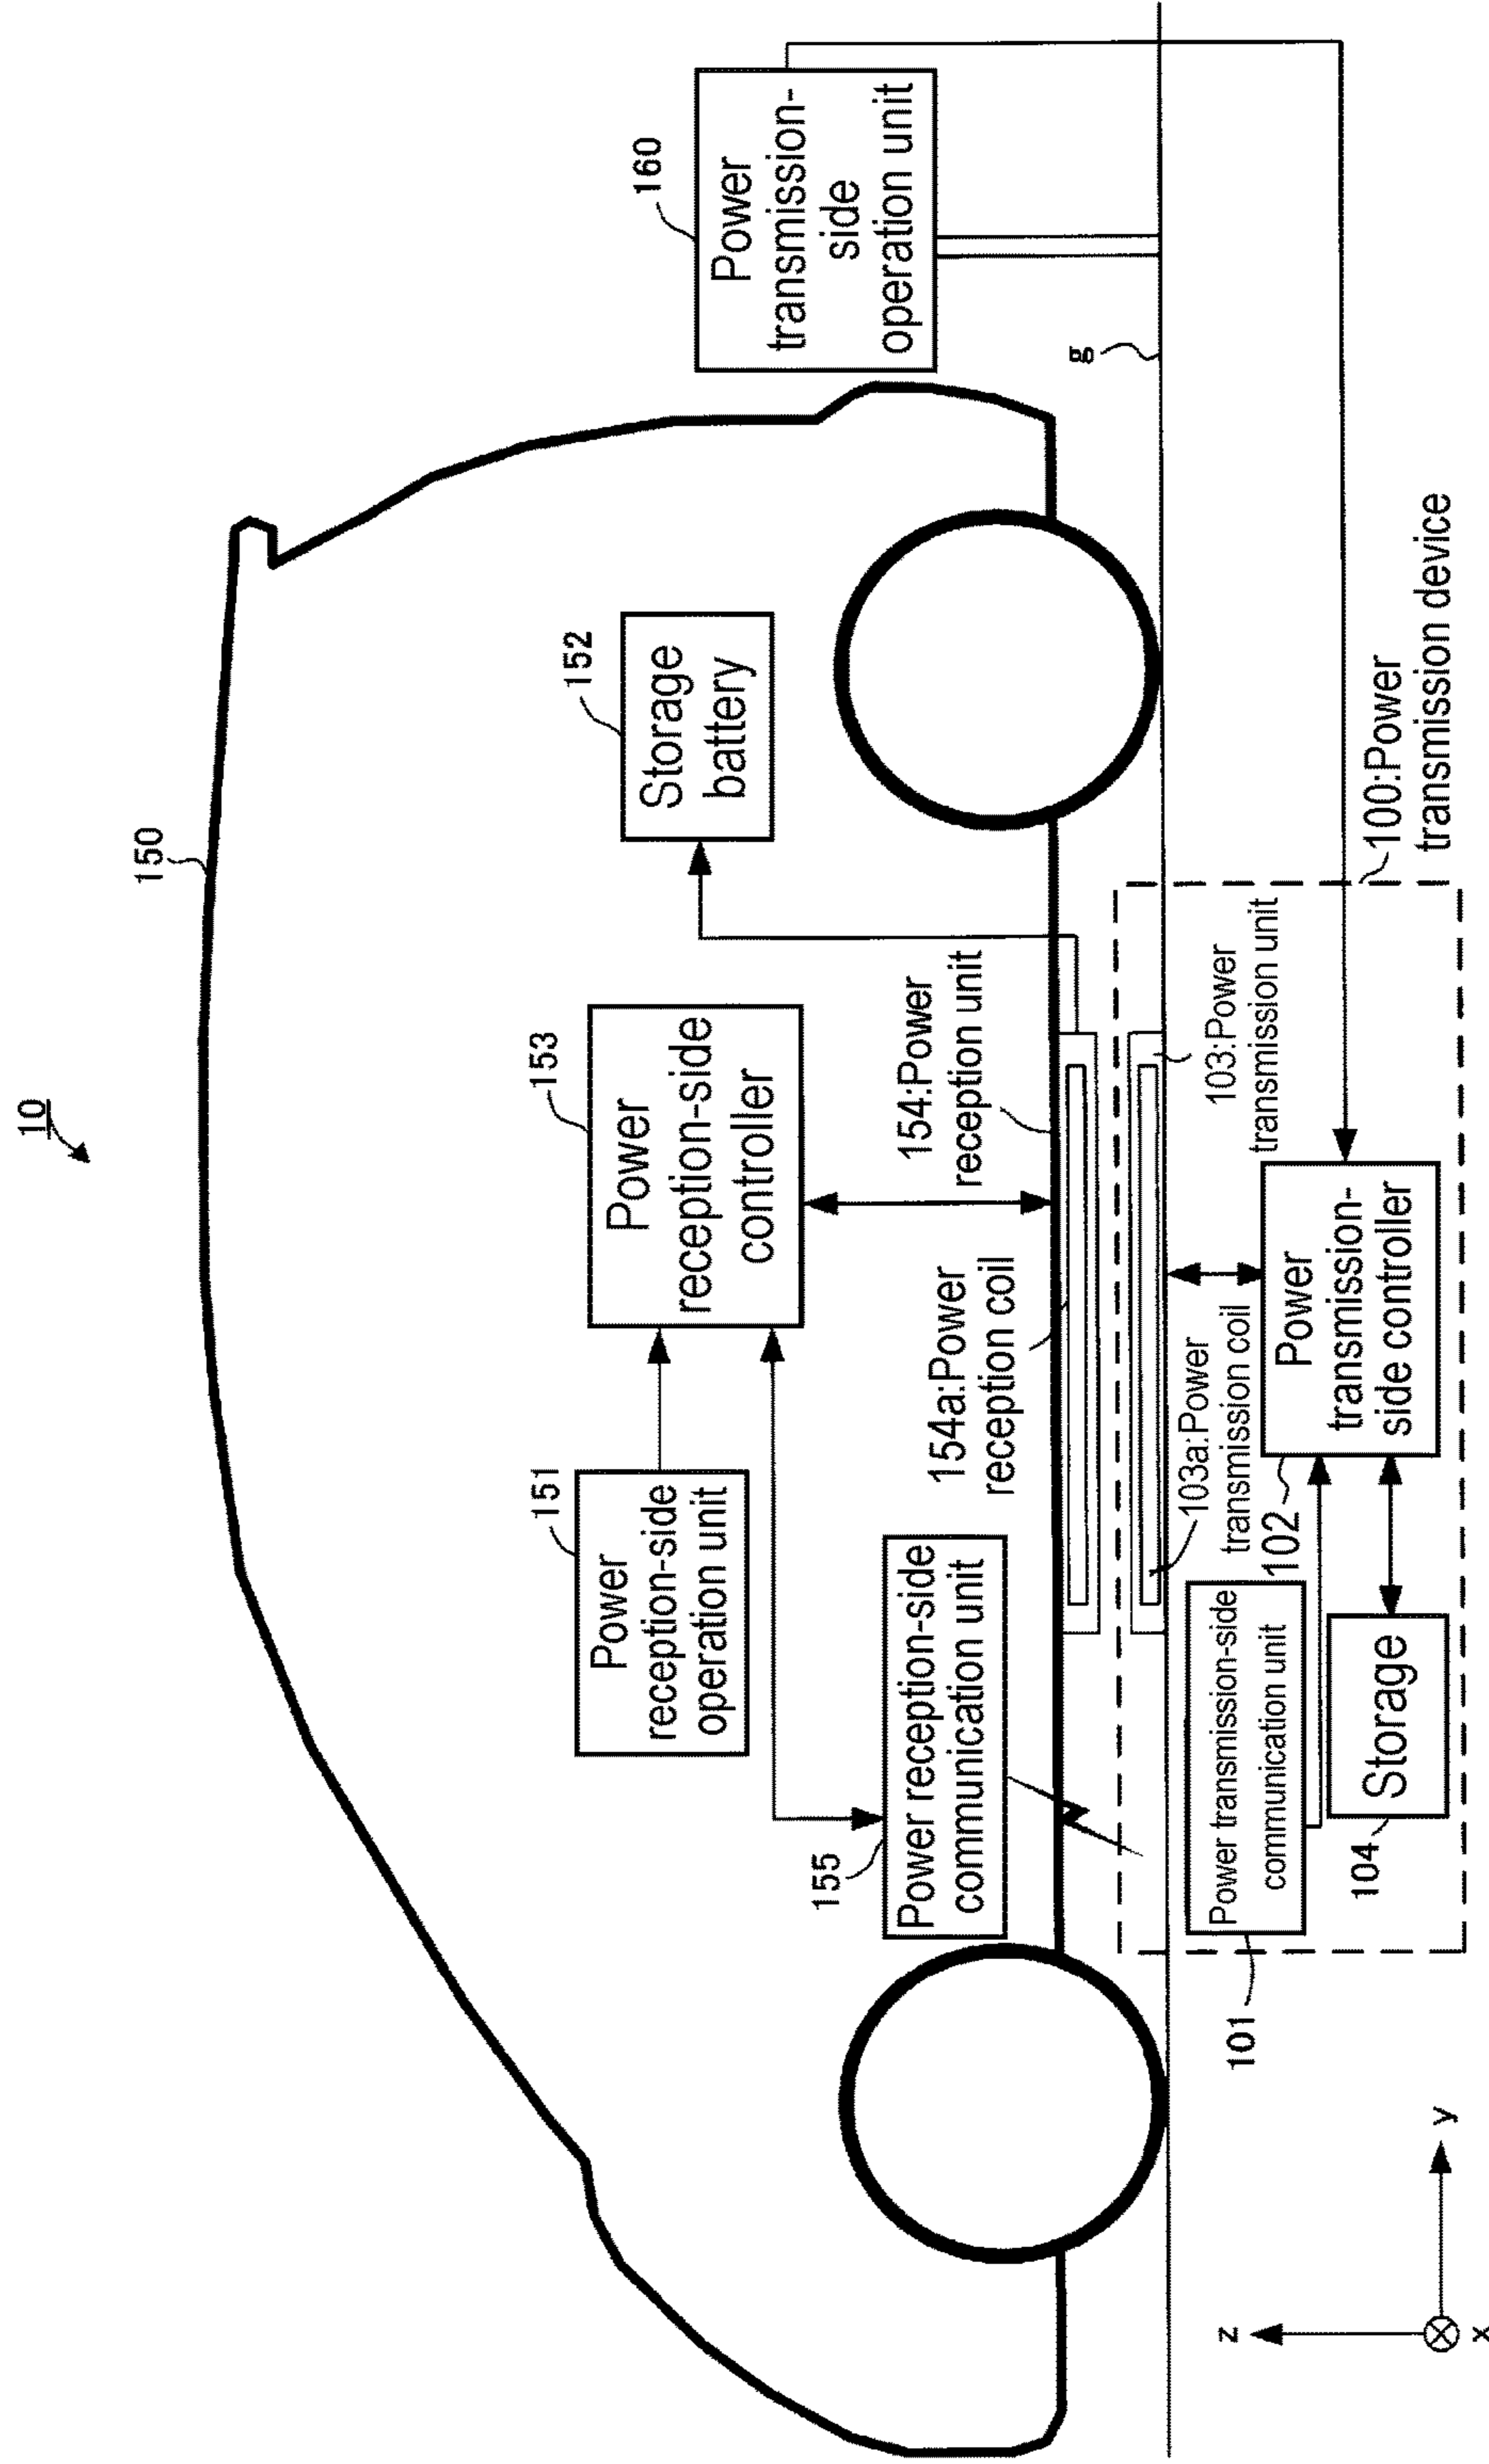 10
150
160
Power
transmission-
side
operation unit
152
Storage
battery
153
Power
reception-side
controller
151
Power
reception-side
operation unit
155
Power reception-side
communication unit
154:Power
reception unit
154a:Power
reception coil
g
103:Power
transmission unit
103a:Power
transmission coil
100:Power
transmission device
102
Power
transmission-
side controller
Power transmission-side
communication unit
101
Storage
104
z
y
x